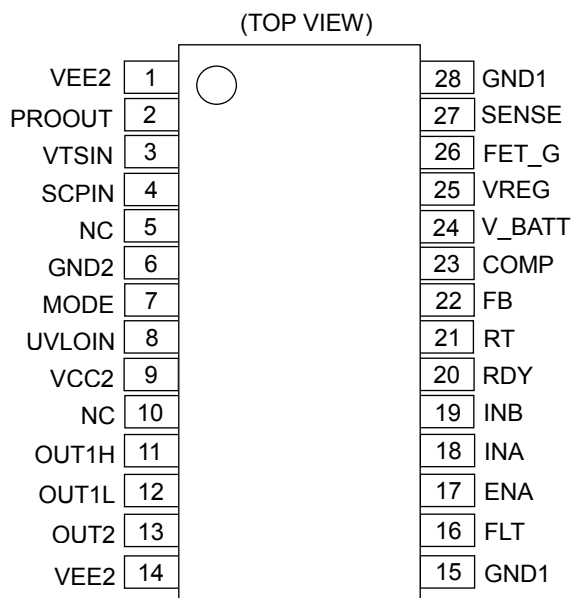 (TOP VIEW)
VEE2 1 28 GND1
PROOUT 2 27 SENSE
VTSIN 3 26 FET_G
SCPIN 4 25 VREG
NC 5 24 V_BATT
GND2 6 23 COMP
MODE 7 22 FB
UVLOIN 8 21 RT
VCC2 9 20 RDY
NC 10 19 INB
OUT1H 11 18 INA
OUT1L 12 17 ENA
OUT2 13 16 FLT
VEE2 14 15 GND1